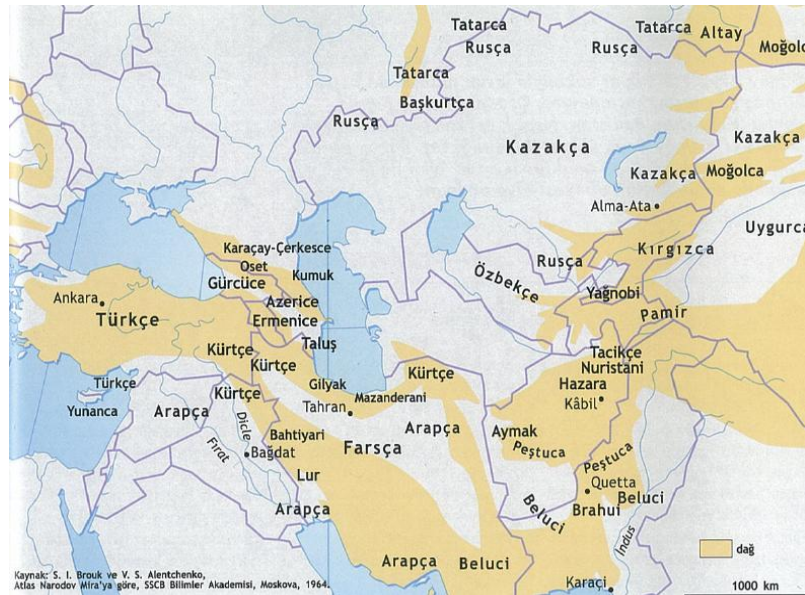 Tatarca
Rusça
Rusça
Tatarca
Altay
Moğolc
Tatarca
Başkurtça
Rusça
Kazakça
Kazakça
Kazakça
Moğolca
Alma-Ata
Uygurca
Kırgızca
Karaçay-Çerkesce
Oset
Kumuk
Gürcüce
Rusça
Özbekçe
Yağnobi
Ankara
Azerice
Ermenice
Türkçe
Pamir
Taluş
Kürtçe
Kürtçe
Kürtçe
Tacikçe
Nuristani
Hazara
Kâbil
Türkçe
Yunanca
Kürtçe
Gilyak
Mazanderani
Tahran
Arapça
Dicle
Fırat
Bağdat
Bahtiyari
Farsça
Arapça
Aymak
Peştuca
Peştuca
Quetta
Beluci
Brahui
Lur
Beluci
Arapça
İndus
Arapça
Beluci
dağ
Karaçi
1000 km
Kaynak: S. I. Brouk ve V. S. Alentchenko,
Atlas Narodov Mira'ya göre, SSCB Bilimler Akademisi, Moskova, 1964.